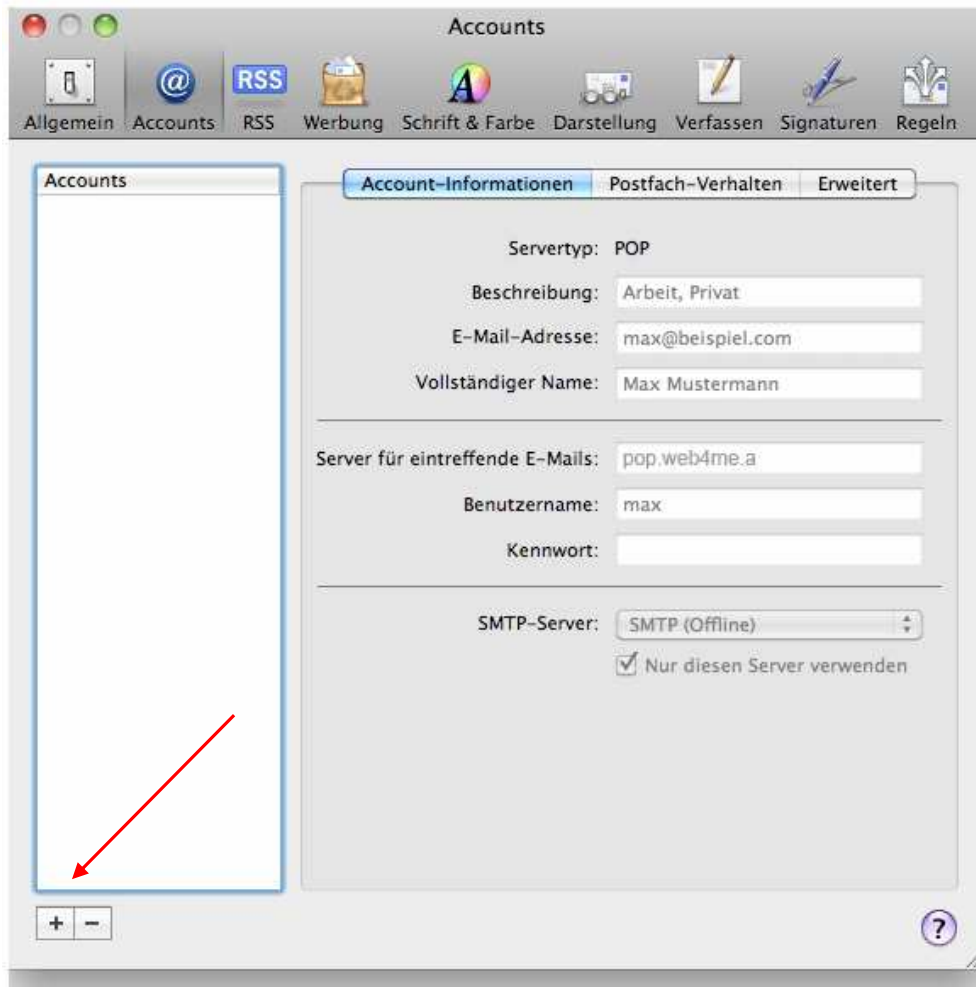 Accounts
RSS
Allgemein Accounts RSS Werbung Schrift & Farbe Darstellung Verfassen Signaturen Regeln
Accounts
Account-Informationen Postfach-Verhalten Erweitert
Servertyp: POP
Beschreibung: Arbeit, Privat
E-Mail-Adresse: max@beispiel.com
Vollständiger Name: Max Mustermann
Server für eintreffende E-Mails: pop.web4me.a
Benutzername: max
Kennwort:
SMTP-Server: SMTP (Offline)
Nur diesen Server verwenden
+ − ?